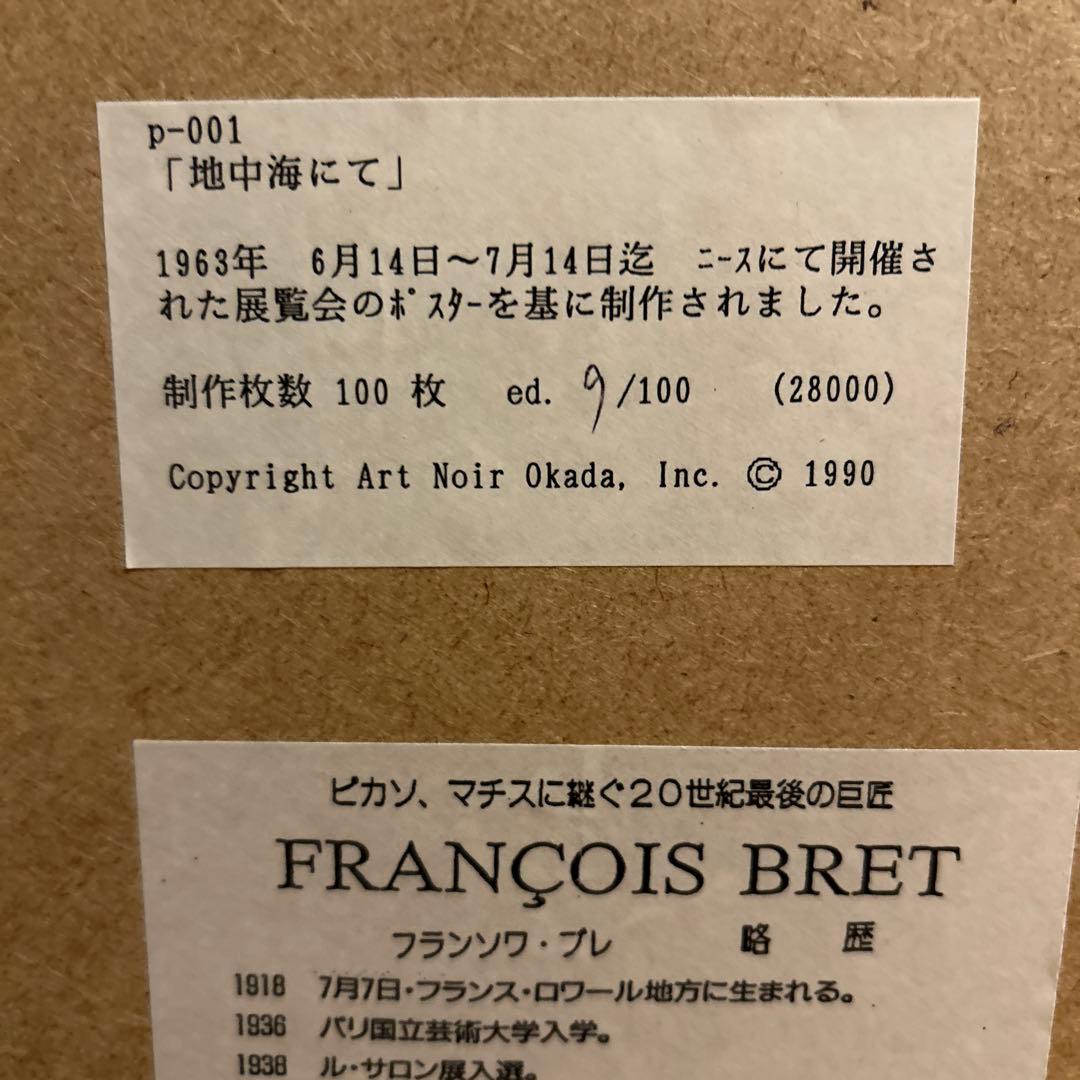 p-001
「地中海にて」
1963年　6月14日～7月14日迄　ﾆｰｽにて開催さ
れた展覧会のﾎﾟｽﾀｰを基に制作されました。
制作枚数 100 枚　ed. 9/100　(28000)
Copyright Art Noir Okada, Inc. © 1990
ピカソ、マチスに継ぐ20世紀最後の巨匠
FRANÇOIS BRET
フランソワ・ブレ　略　歴
1918　7月7日・フランス・ロワール地方に生まれる。
1936　パリ国立芸術大学入学。
1938　ル・サロン展入選。